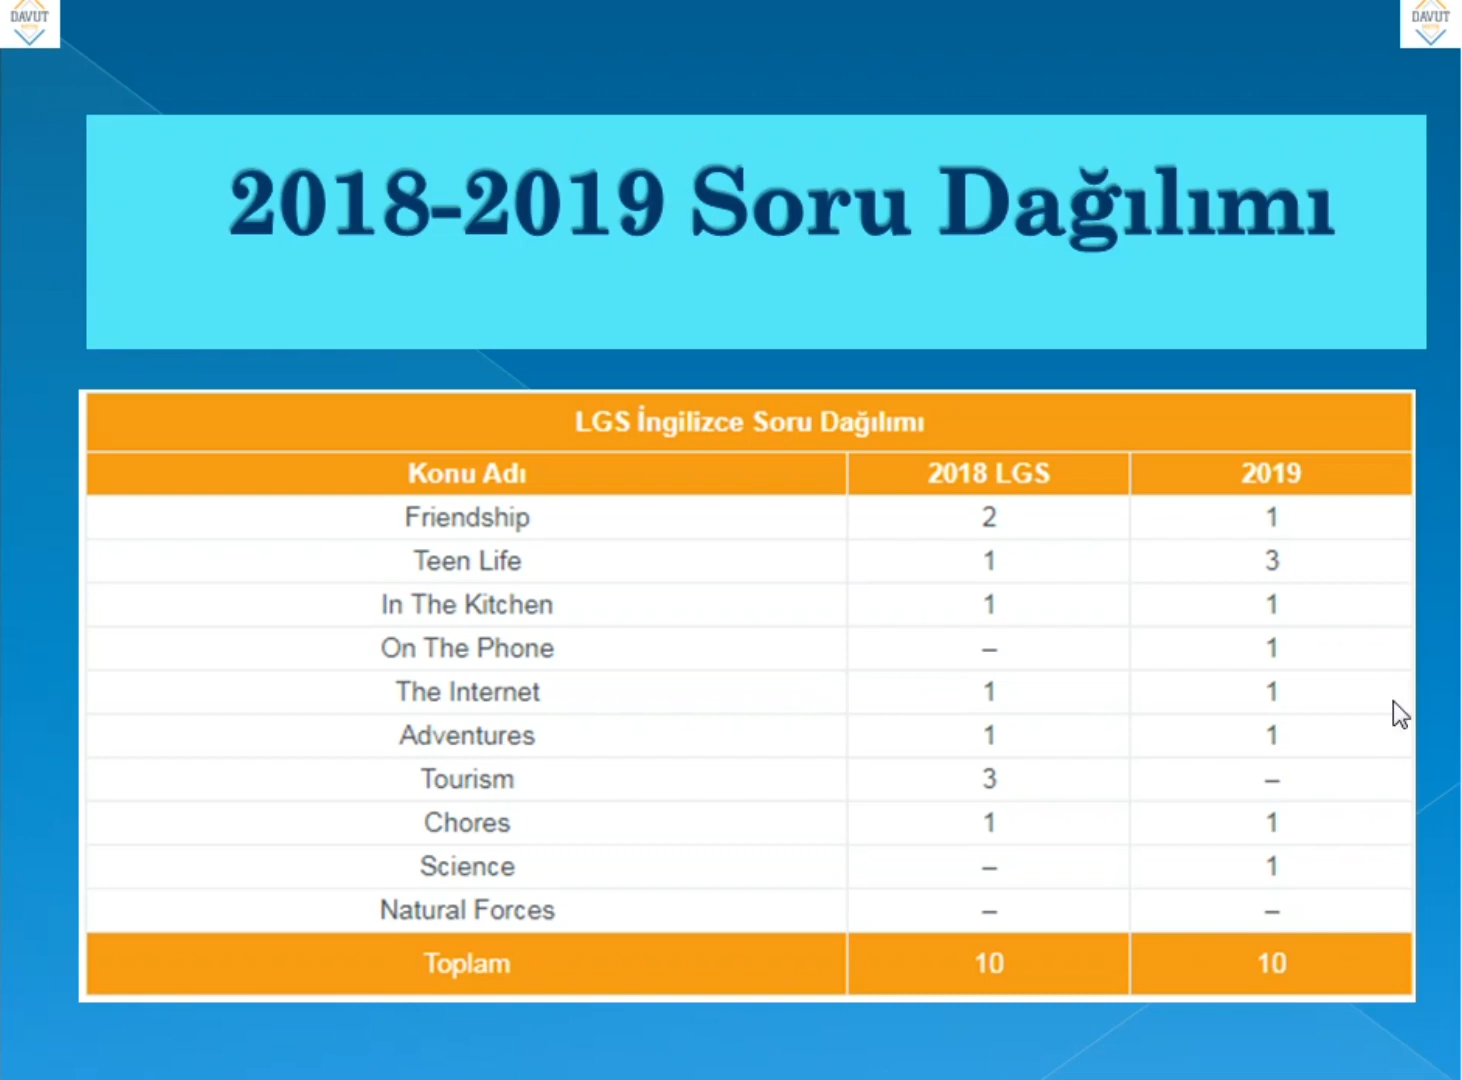 DAVUT
DAVUT
2018-2019 Soru Dağılımı
LGS İngilizce Soru Dağılımı
Konu Adı 2018 LGS 2019
Friendship 2 1
Teen Life 1 3
In The Kitchen 1 1
On The Phone – 1
The Internet 1 1
Adventures 1 1
Tourism 3 –
Chores 1 1
Science – 1
Natural Forces – –
Toplam 10 10